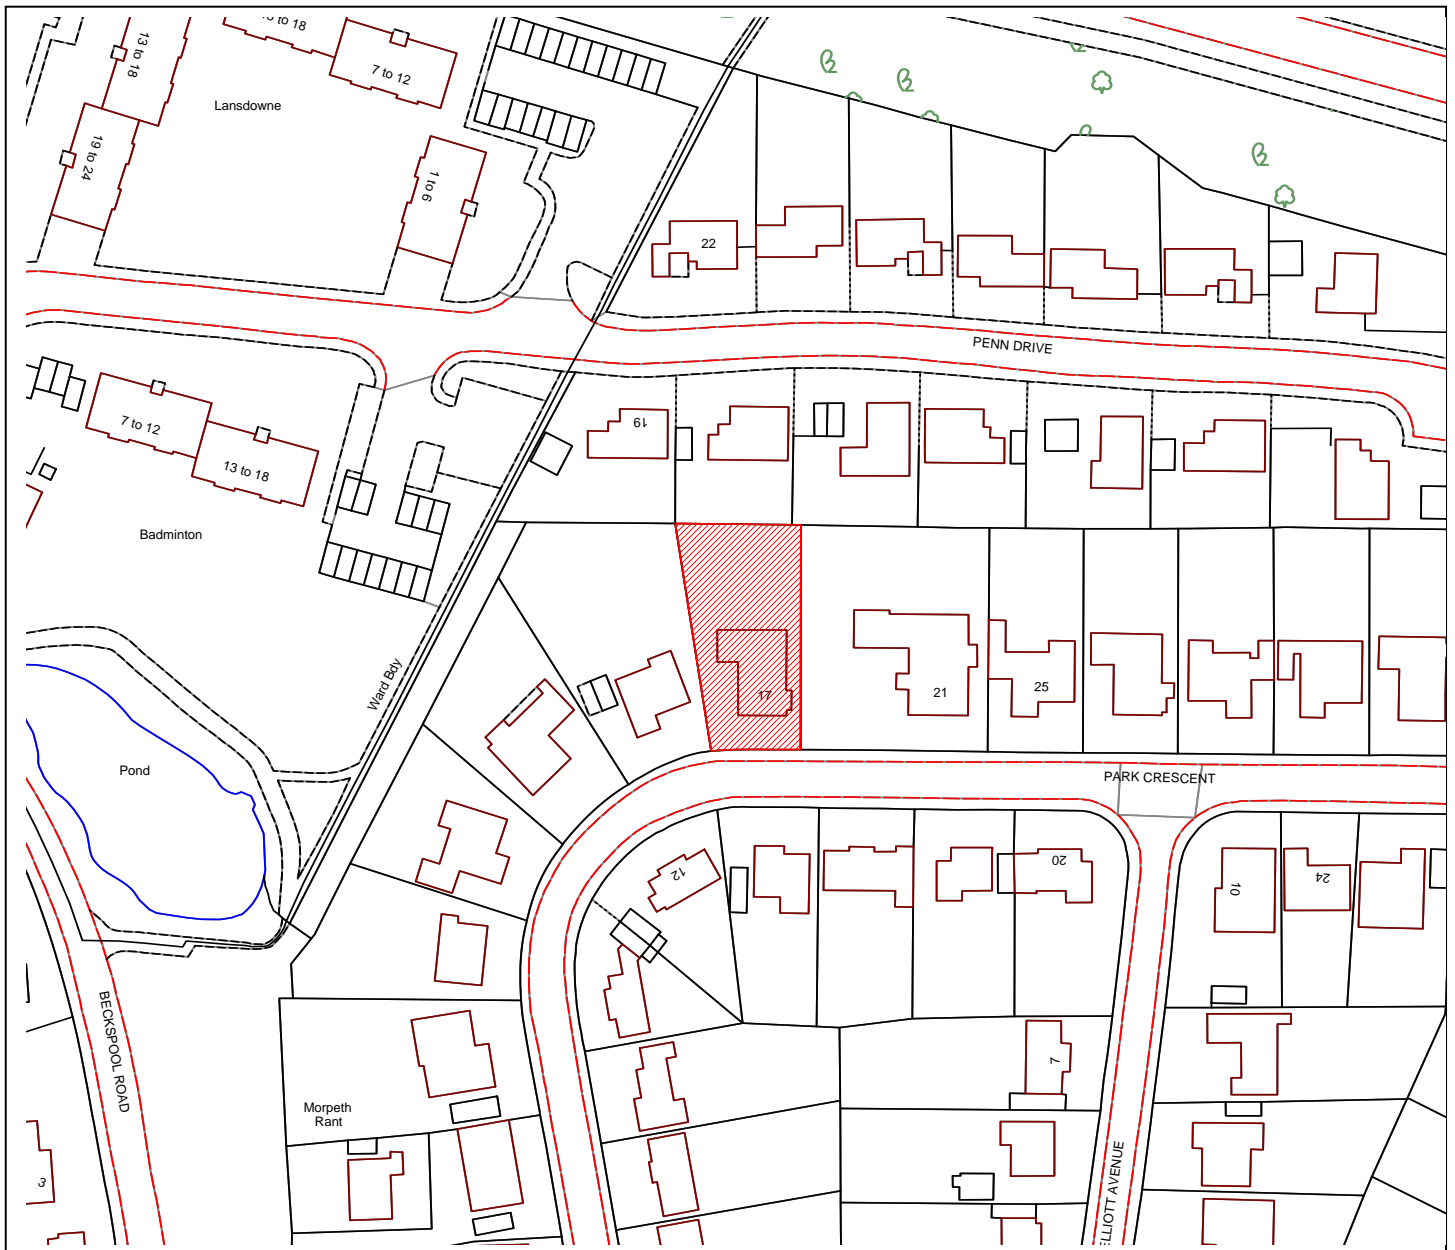 13 to 18
to 18
7 to 12
Lansdowne
19 to 24
1 to 6
22
PENN DRIVE
19
7 to 12
13 to 18
Badminton
Ward Bdy
17
21
25
Pond
PARK CRESCENT
12
20
10
24
BECKSPOOL ROAD
7
Morpeth
Rant
3
ELLIOTT AVENUE